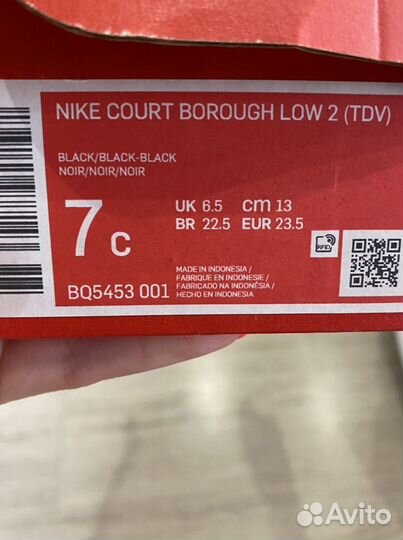 NIKE COURT BOROUGH LOW 2 (TDV)
BLACK/BLACK-BLACK
NOIR/NOIR/NOIR
7 C
UK 6.5 CM 13
BR 22.5 EUR 23.5
RFID
MADE IN INDONESIA /
FABRIQUE EN INDONESIE /
FABRICADO NA INDONÉSIA /
HECHO EN INDONESIA
BQ5453 001
Avito